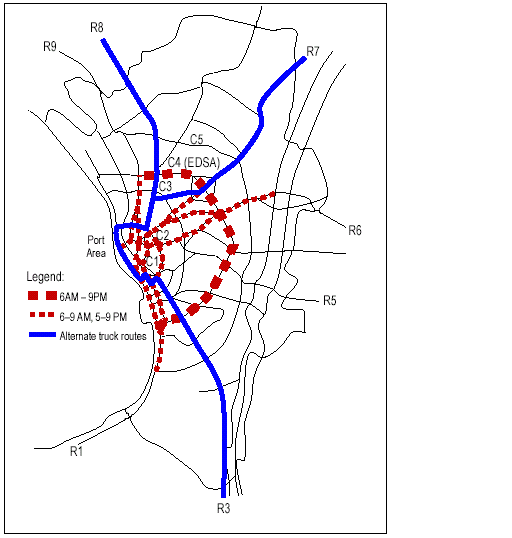 R8
R9
R7
C5
C4 (EDSA)
C3
R6
C2
Port
Area
C1
Legend:
6AM – 9PM
R5
6–9 AM, 5–9 PM
Alternate truck routes
R1
R3